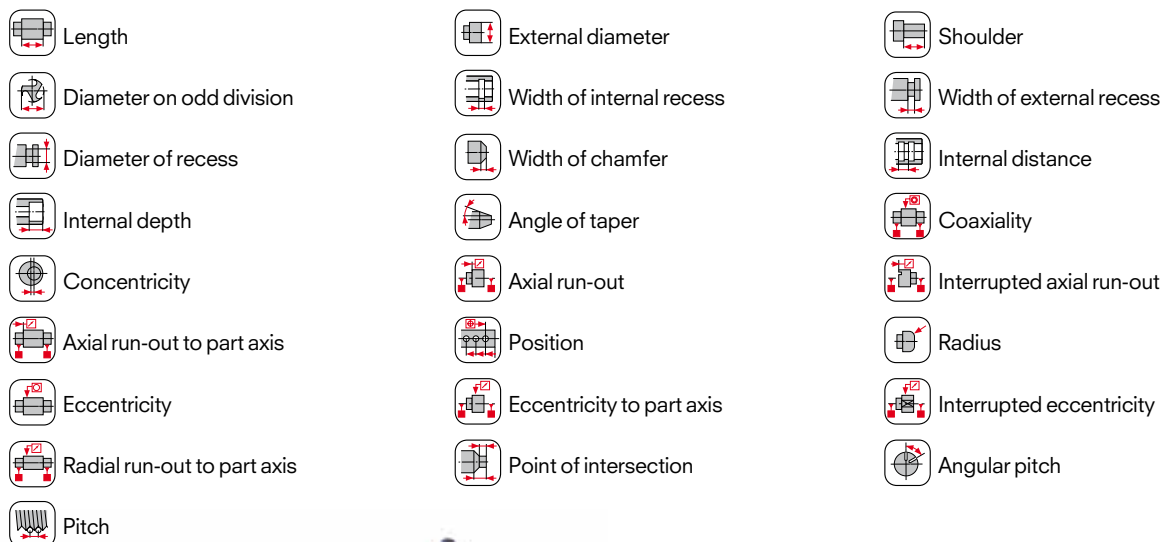 Length
External diameter
Shoulder
Diameter on odd division
Width of internal recess
Width of external recess
Diameter of recess
Width of chamfer
Internal distance
Internal depth
Angle of taper
Coaxiality
Concentricity
Axial run-out
Interrupted axial run-out
Axial run-out to part axis
Position
Radius
Eccentricity
Eccentricity to part axis
Interrupted eccentricity
Radial run-out to part axis
Point of intersection
Angular pitch
Pitch